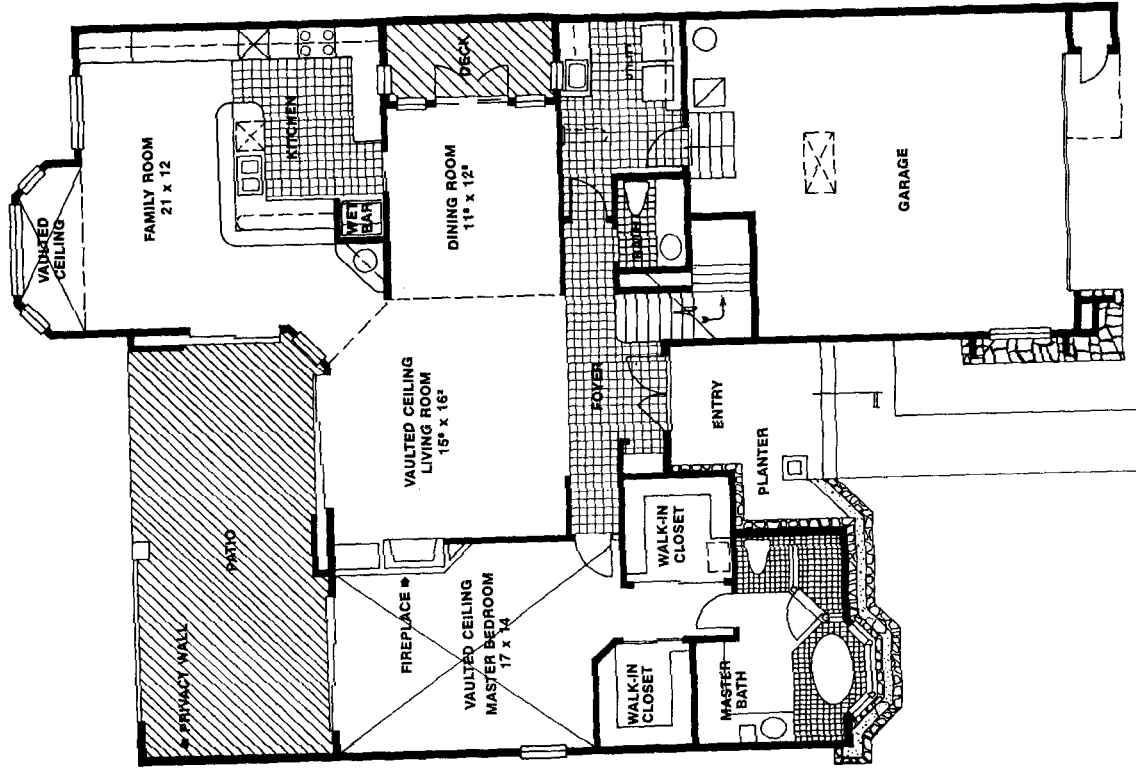 VAULTED
CEILING
FAMILY ROOM
21 x 12
KITCHEN
WET
BAR
DECK
DINING ROOM
11⁸ x 12⁸
UTILITY
BATH
GARAGE
PATIO
PRIVACY WALL
VAULTED CEILING
LIVING ROOM
15⁸ x 16²
FOYER
ENTRY
PLANTER
FIREPLACE
VAULTED CEILING
MASTER BEDROOM
17 x 14
WALK-IN
CLOSET
WALK-IN
CLOSET
MASTER
BATH